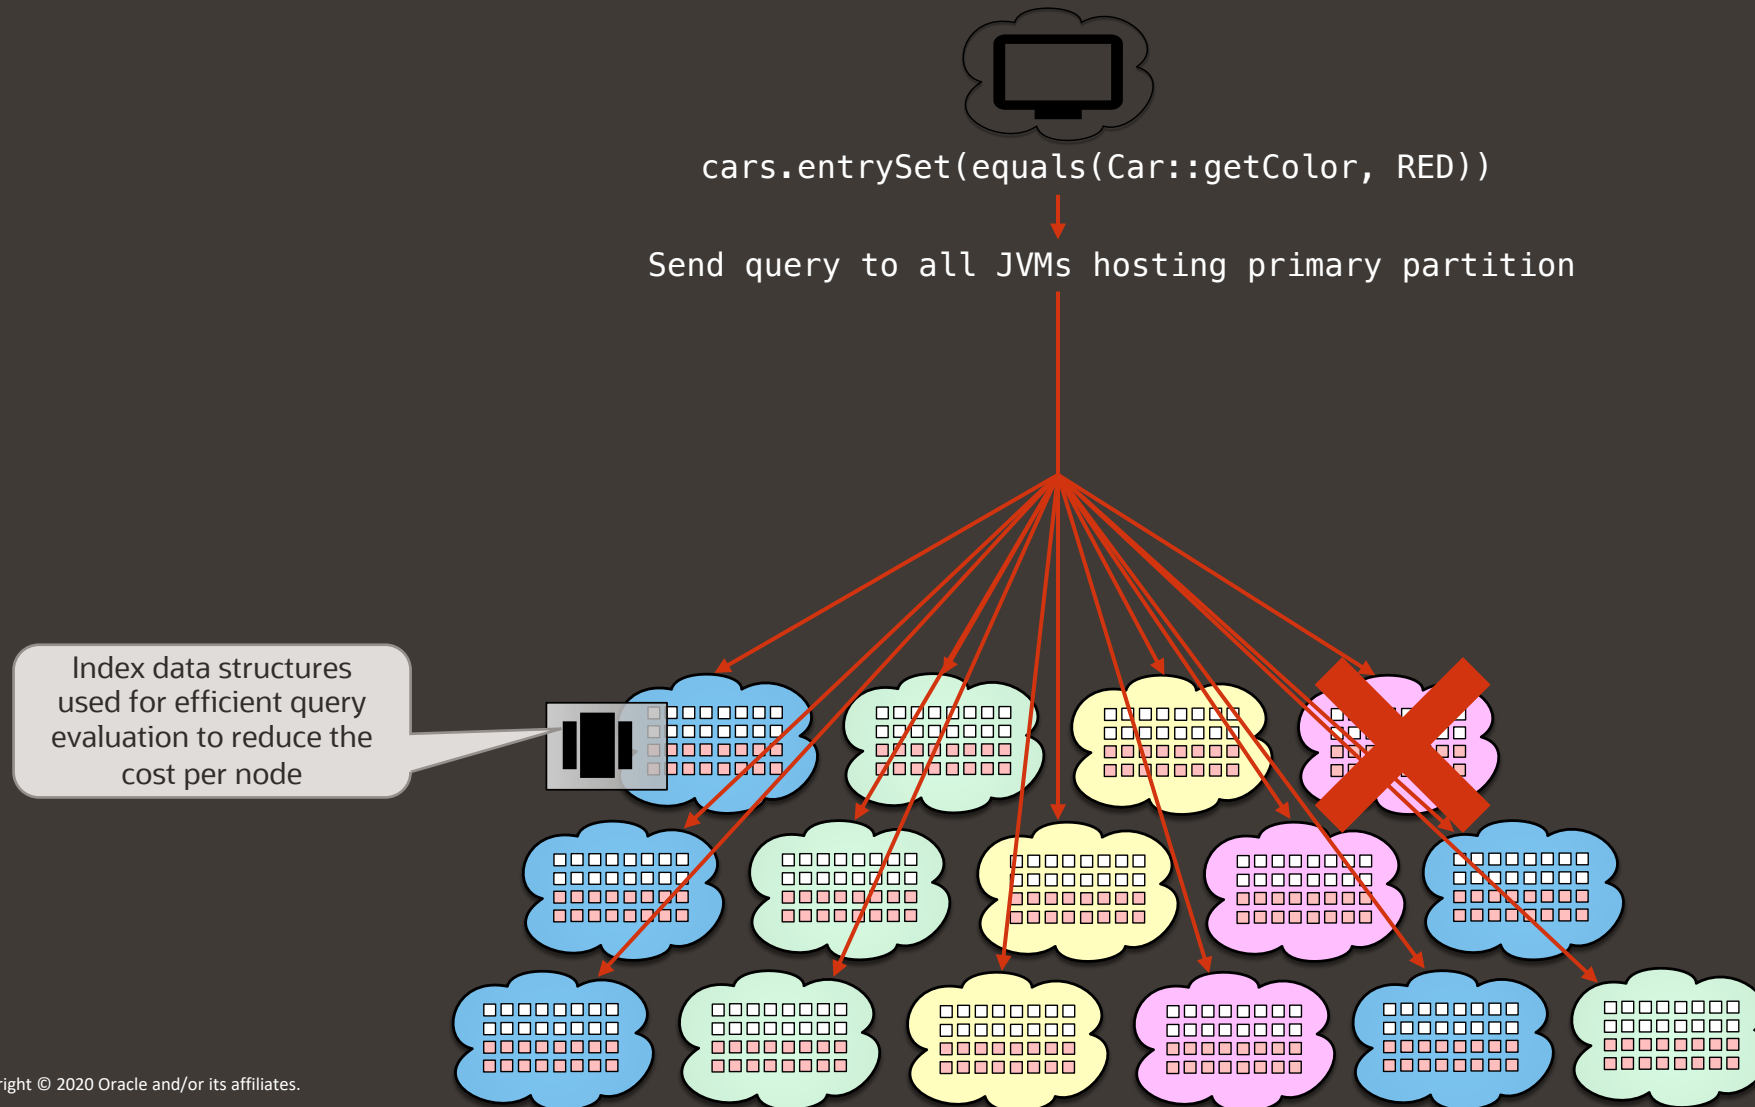 cars.entrySet(equals(Car::getColor, RED))
Send query to all JVMs hosting primary partition
Index data structures
used for efficient query
evaluation to reduce the
cost per node
right © 2020 Oracle and/or its affiliates.